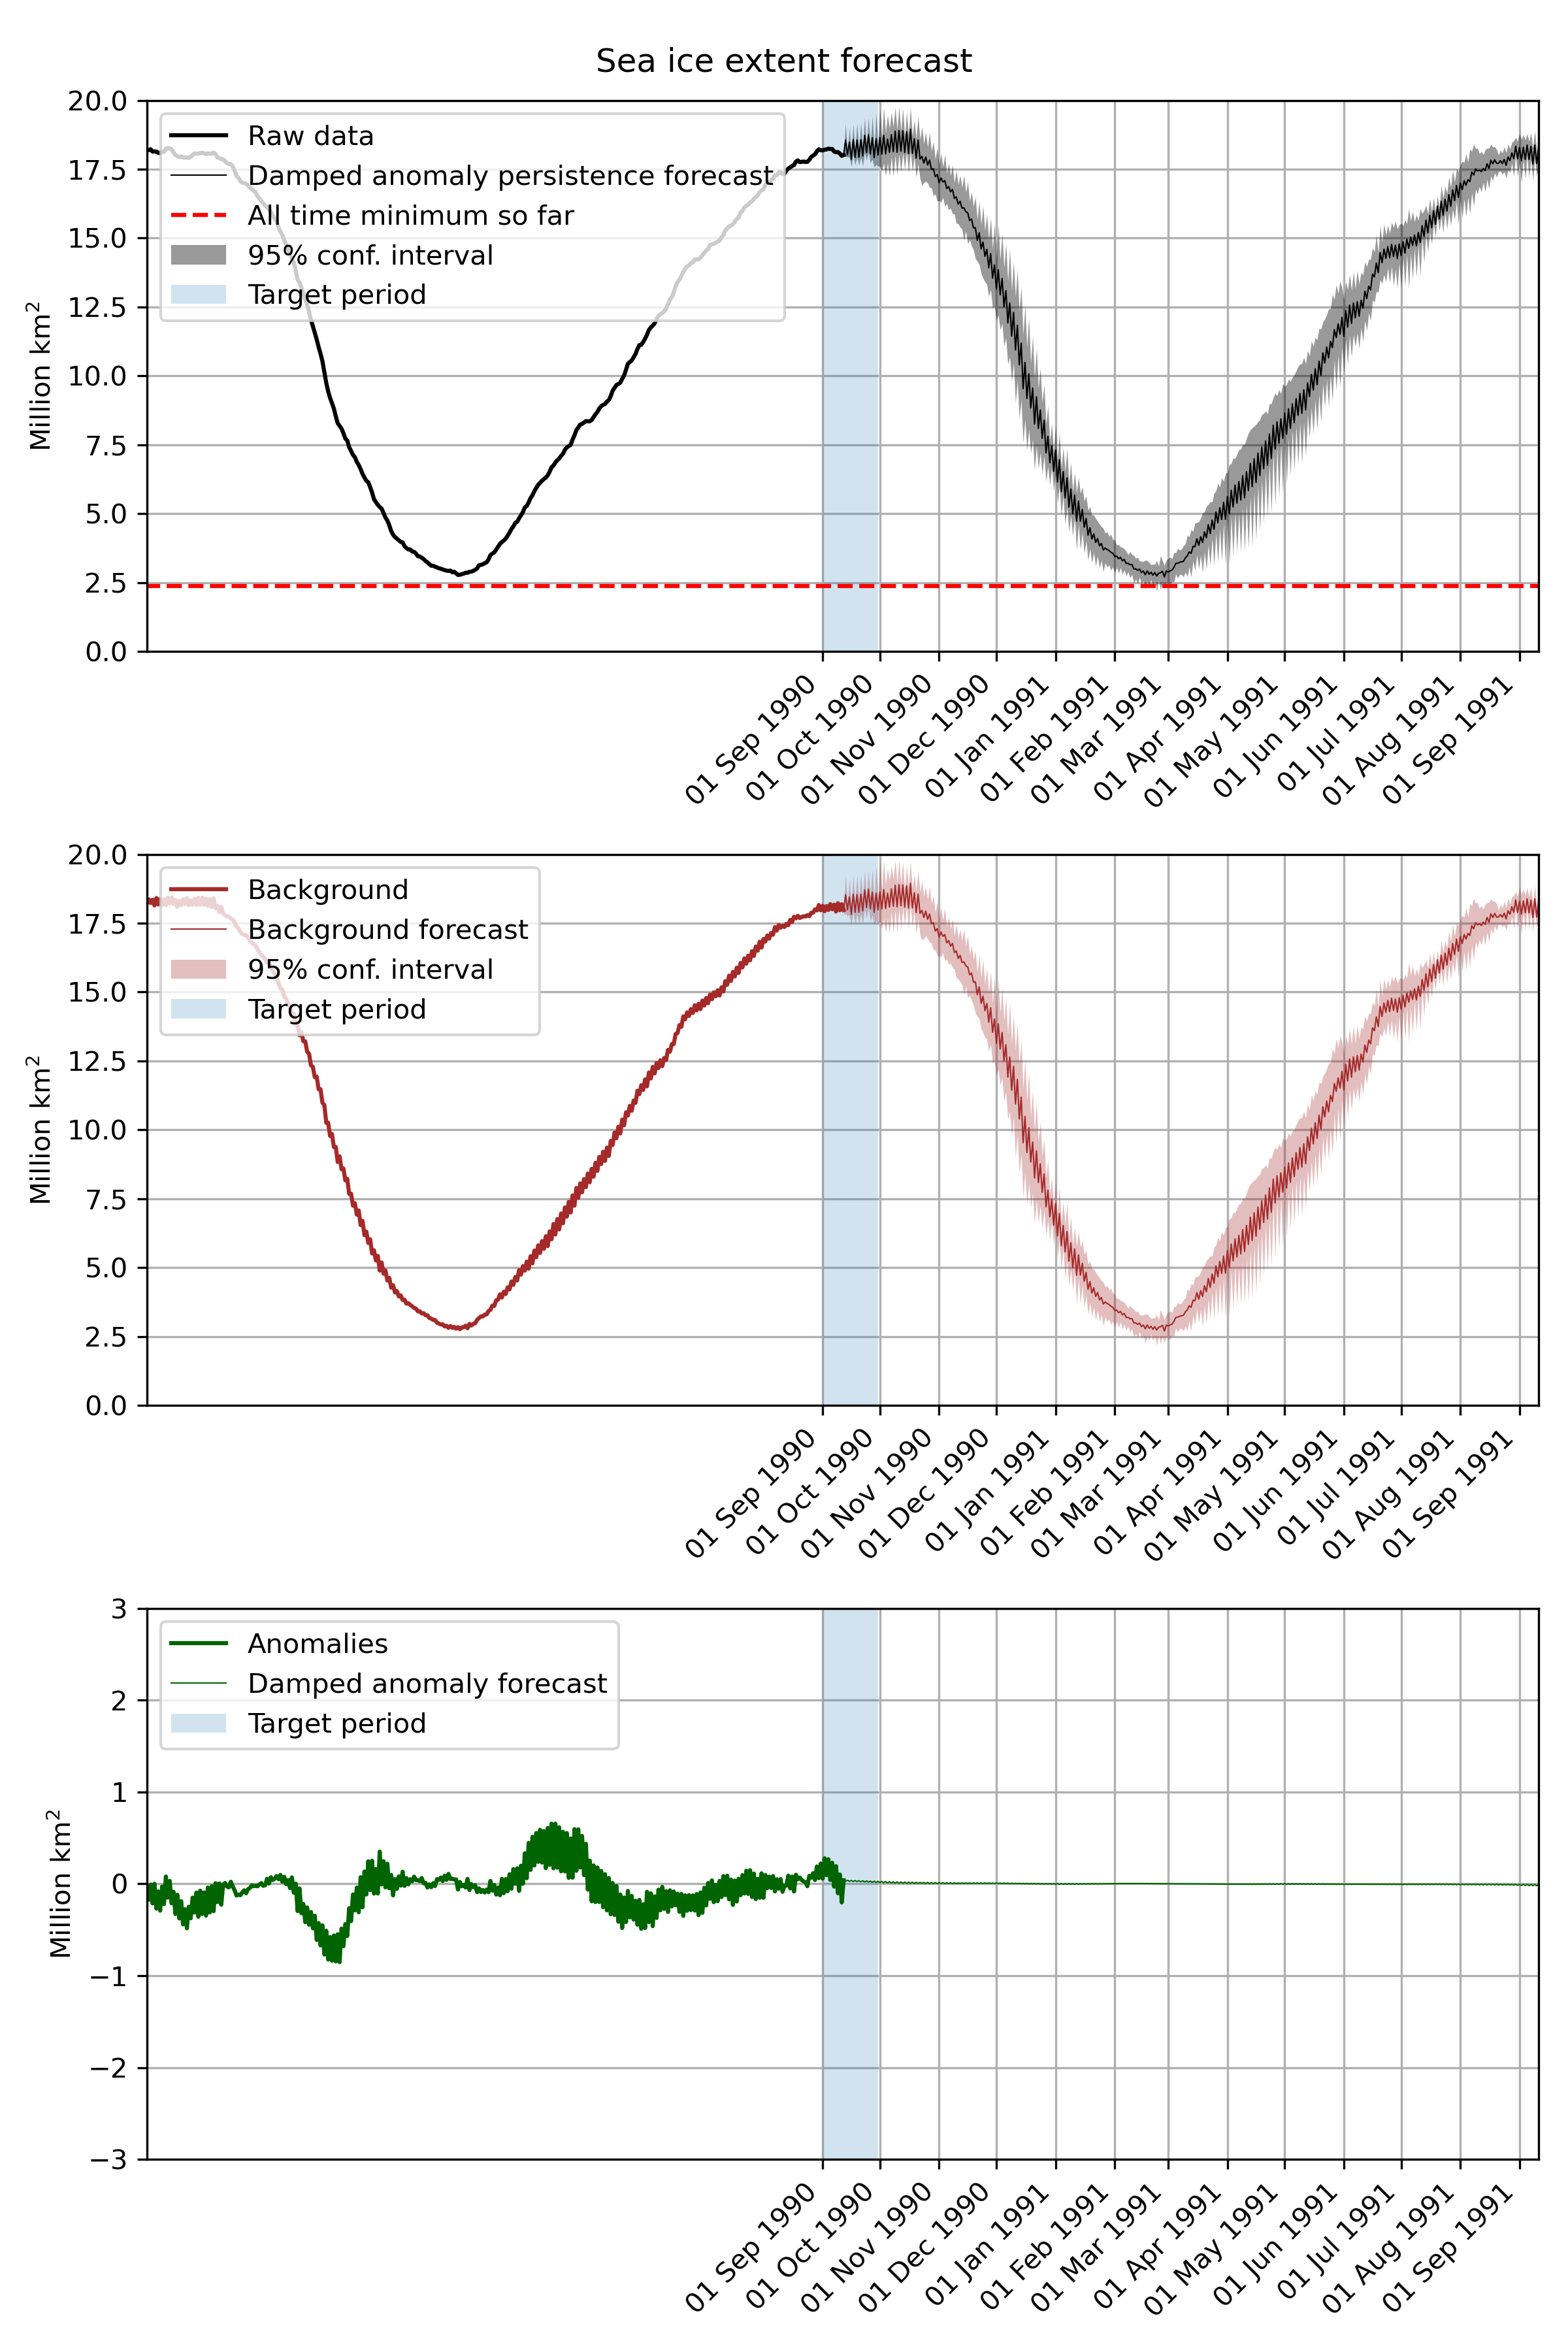 Sea ice extent forecast
20.0
17.5
15.0
12.5
10.0
7.5
5.0
2.5
0.0
Million km²
Raw data
Damped anomaly persistence forecast
All time minimum so far
95% conf. interval
Target period
01 Sep 1990
01 Oct 1990
01 Nov 1990
01 Dec 1990
01 Jan 1991
01 Feb 1991
01 Mar 1991
01 Apr 1991
01 May 1991
01 Jun 1991
01 Jul 1991
01 Aug 1991
01 Sep 1991
20.0
17.5
15.0
12.5
10.0
7.5
5.0
2.5
0.0
Million km²
Background
Background forecast
95% conf. interval
Target period
01 Sep 1990
01 Oct 1990
01 Nov 1990
01 Dec 1990
01 Jan 1991
01 Feb 1991
01 Mar 1991
01 Apr 1991
01 May 1991
01 Jun 1991
01 Jul 1991
01 Aug 1991
01 Sep 1991
3
2
1
0
−1
−2
−3
Million km²
Anomalies
Damped anomaly forecast
Target period
01 Sep 1990
01 Oct 1990
01 Nov 1990
01 Dec 1990
01 Jan 1991
01 Feb 1991
01 Mar 1991
01 Apr 1991
01 May 1991
01 Jun 1991
01 Jul 1991
01 Aug 1991
01 Sep 1991